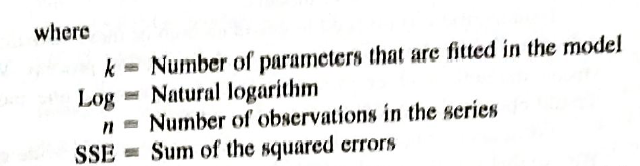 where
k = Number of parameters that are fitted in the model
Log = Natural logarithm
n = Number of observations in the series
SSE = Sum of the squared errors